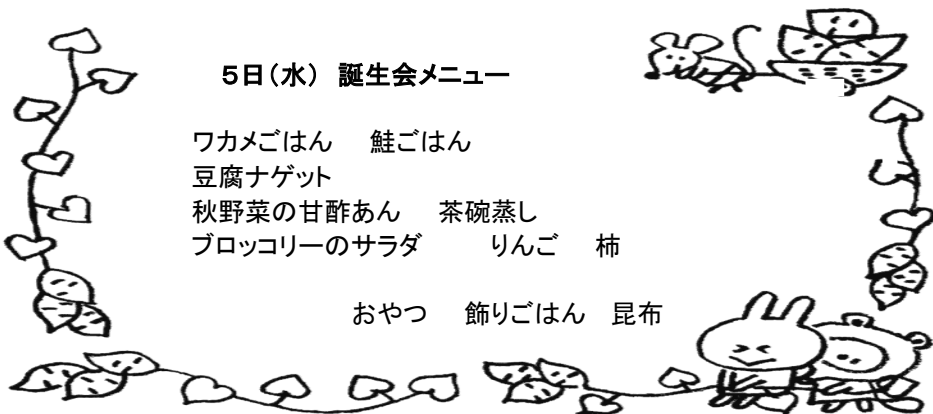 ５日（水）　誕生会メニュー
ワカメごはん　鮭ごはん
豆腐ナゲット
秋野菜の甘酢あん　茶碗蒸し
ブロッコリーのサラダ　　りんご　柿
おやつ　飾りごはん　昆布